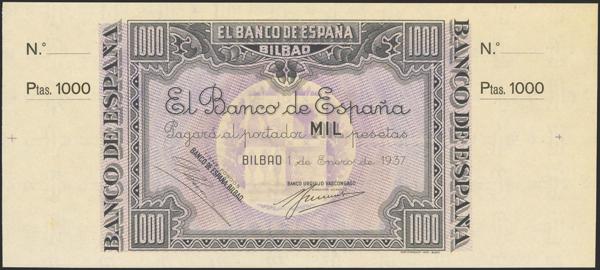 1000
EL BANCO DE ESPAÑA
BILBAO
1000
N.º
Ptas. 1000
BANCO DE ESPAÑA
El Banco de España
Pagará al portador MIL pesetas
BILBAO 1 de Enero de 1937
BANCO DE ESPAÑA-BILBAO
BANCO URQUIJO VASCONGADO
1000
1000
BANCO DE ESPAÑA
N.º
Ptas. 1000